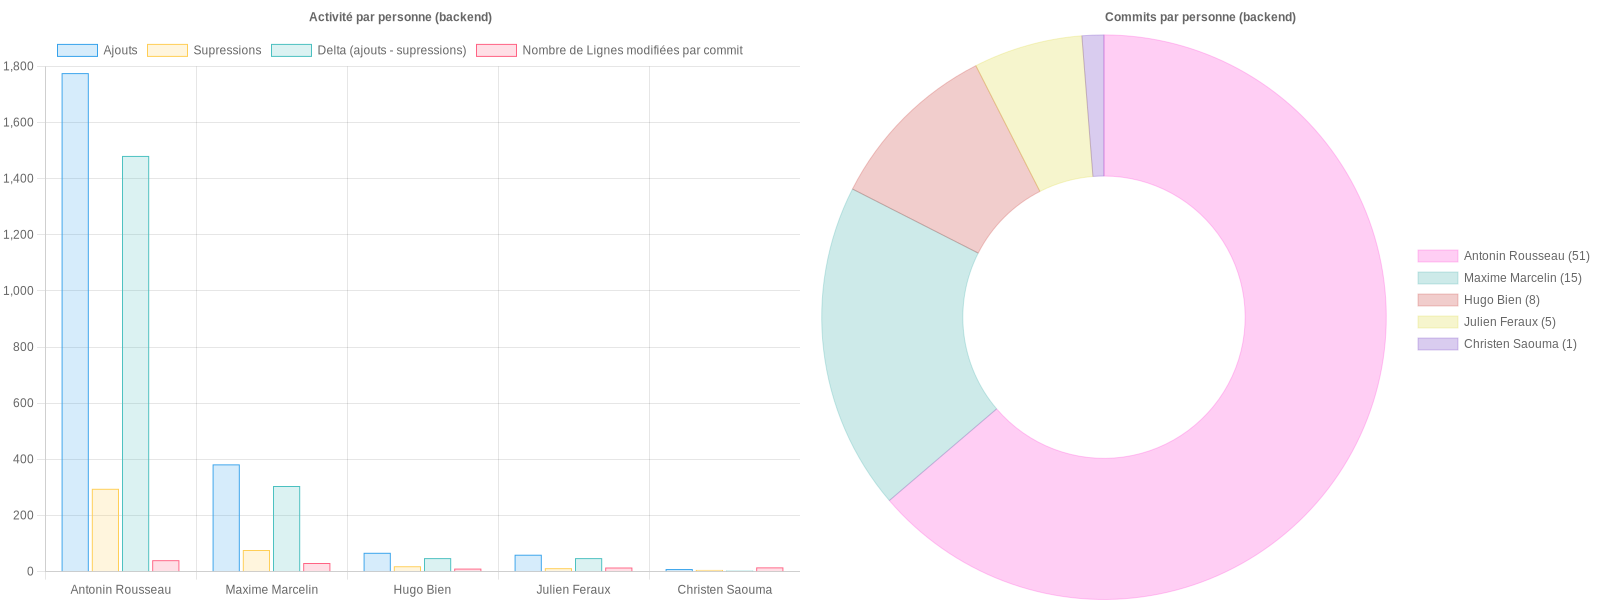 Activité par personne (backend)
Ajouts
Supressions
Delta (ajouts - supressions)
Nombre de Lignes modifiées par commit
1,800
1,600
1,400
1,200
1,000
800
600
400
200
0
Antonin Rousseau
Maxime Marcelin
Hugo Bien
Julien Feraux
Christen Saouma
Commits par personne (backend)
Antonin Rousseau (51)
Maxime Marcelin (15)
Hugo Bien (8)
Julien Feraux (5)
Christen Saouma (1)